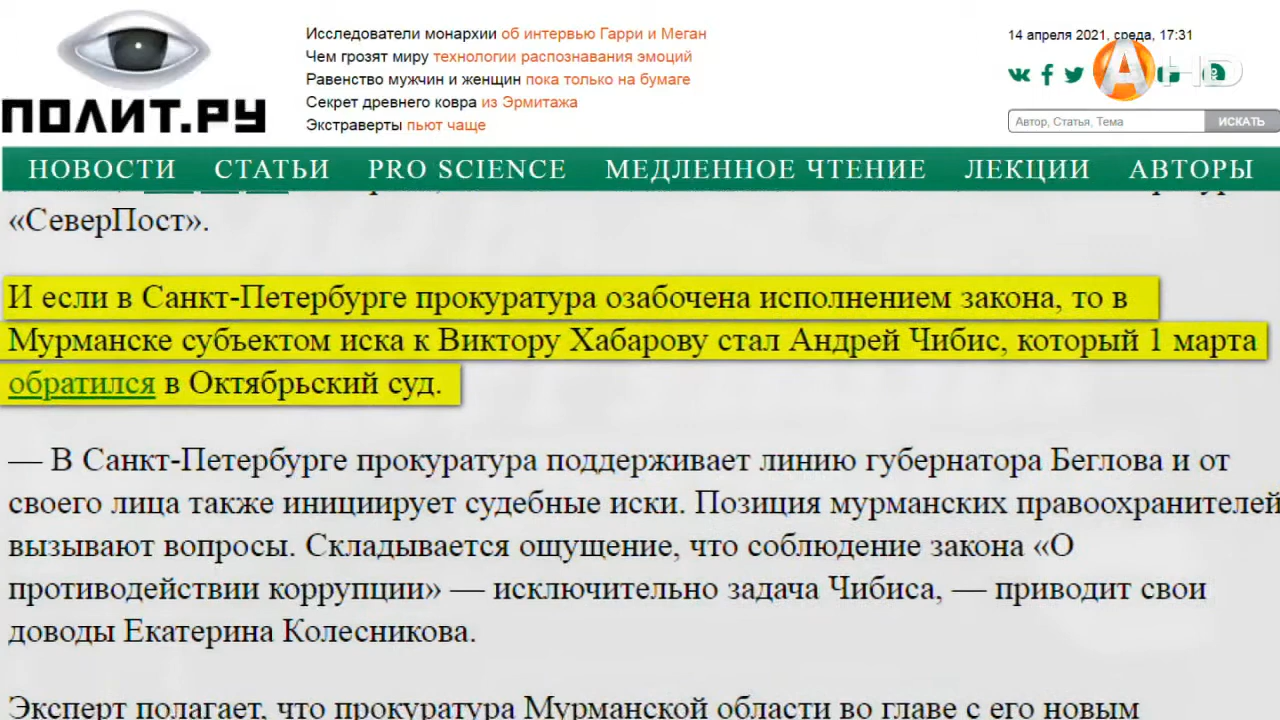 ПОЛИТ.РУ
Исследователи монархии об интервью Гарри и Меган
Чем грозят миру технологии распознавания эмоций
Равенство мужчин и женщин пока только на бумаге
Секрет древнего ковра из Эрмитажа
Экстраверты пьют чаще
14 апреля 2021, среда, 17:31
А HD
Автор, Статья, Тема
ИСКАТЬ
НОВОСТИ СТАТЬИ PRO SCIENCE МЕДЛЕННОЕ ЧТЕНИЕ ЛЕКЦИИ АВТОРЫ
«СеверПост».
И если в Санкт-Петербурге прокуратура озабочена исполнением закона, то в
Мурманске субъектом иска к Виктору Хабарову стал Андрей Чибис, который 1 марта
обратился в Октябрьский суд.
— В Санкт-Петербурге прокуратура поддерживает линию губернатора Беглова и от
своего лица также инициирует судебные иски. Позиция мурманских правоохранителей
вызывают вопросы. Складывается ощущение, что соблюдение закона «О
противодействии коррупции» — исключительно задача Чибиса, — приводит свои
доводы Екатерина Колесникова.
Эксперт полагает, что прокуратура Мурманской области во главе с его новым